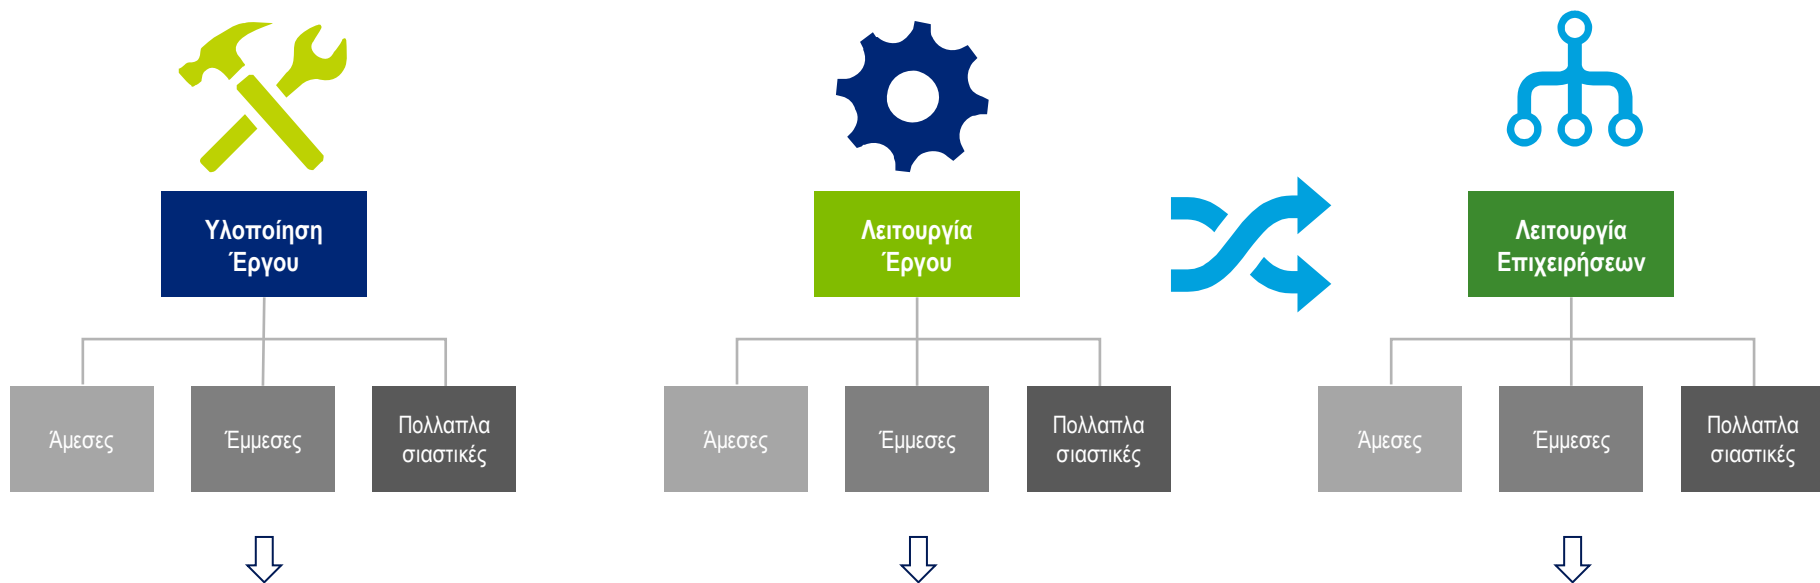 Υλοποίηση
Έργου
Λειτουργία
Έργου
Λειτουργία
Επιχειρήσεων
Άμεσες
Έμμεσες
Πολλαπλα
σιαστικές
Άμεσες
Έμμεσες
Πολλαπλα
σιαστικές
Άμεσες
Έμμεσες
Πολλαπλα
σιαστικές